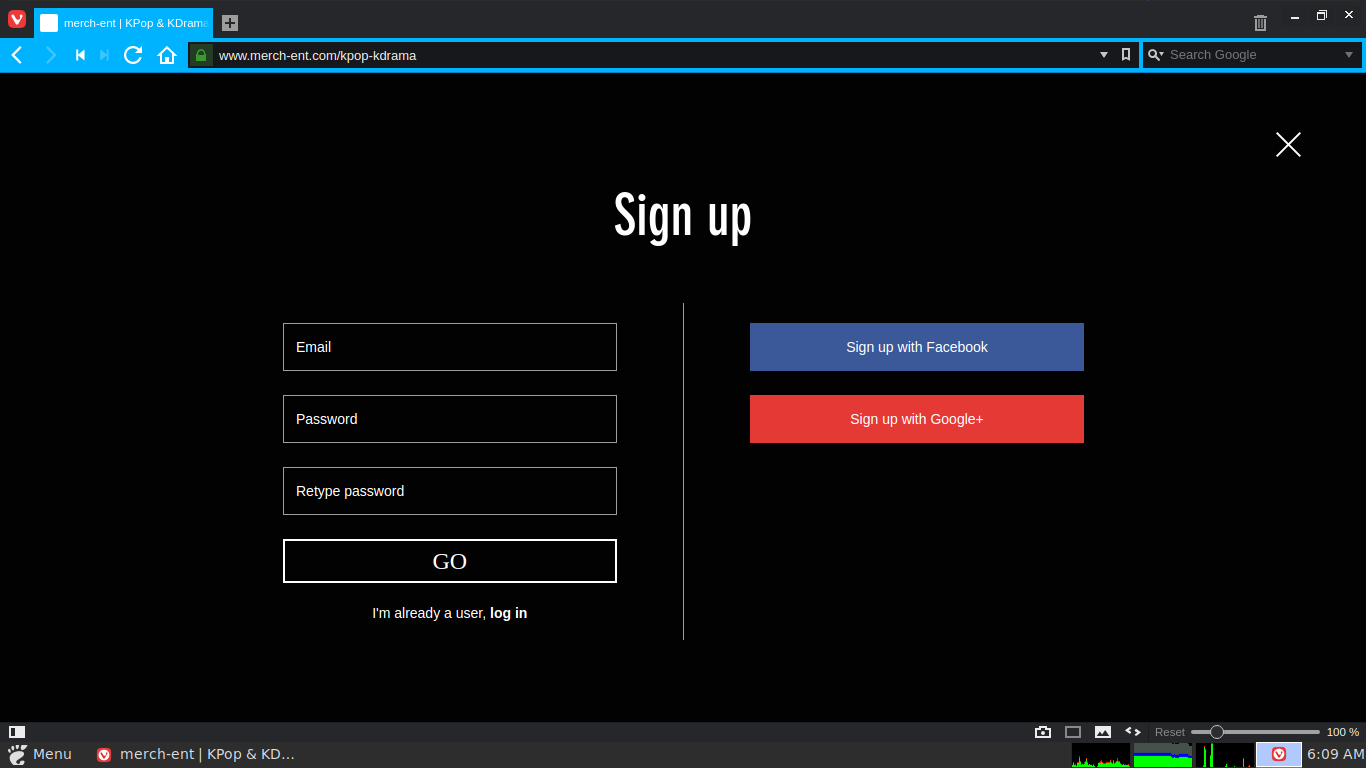 merch-ent | KPop & KDrama
www.merch-ent.com/kpop-kdrama
Search Google
Sign up
Email
Password
Retype password
GO
I'm already a user, log in
Sign up with Facebook
Sign up with Google+
Reset
100 %
Menu
merch-ent | KPop & KD...
6:09 AM